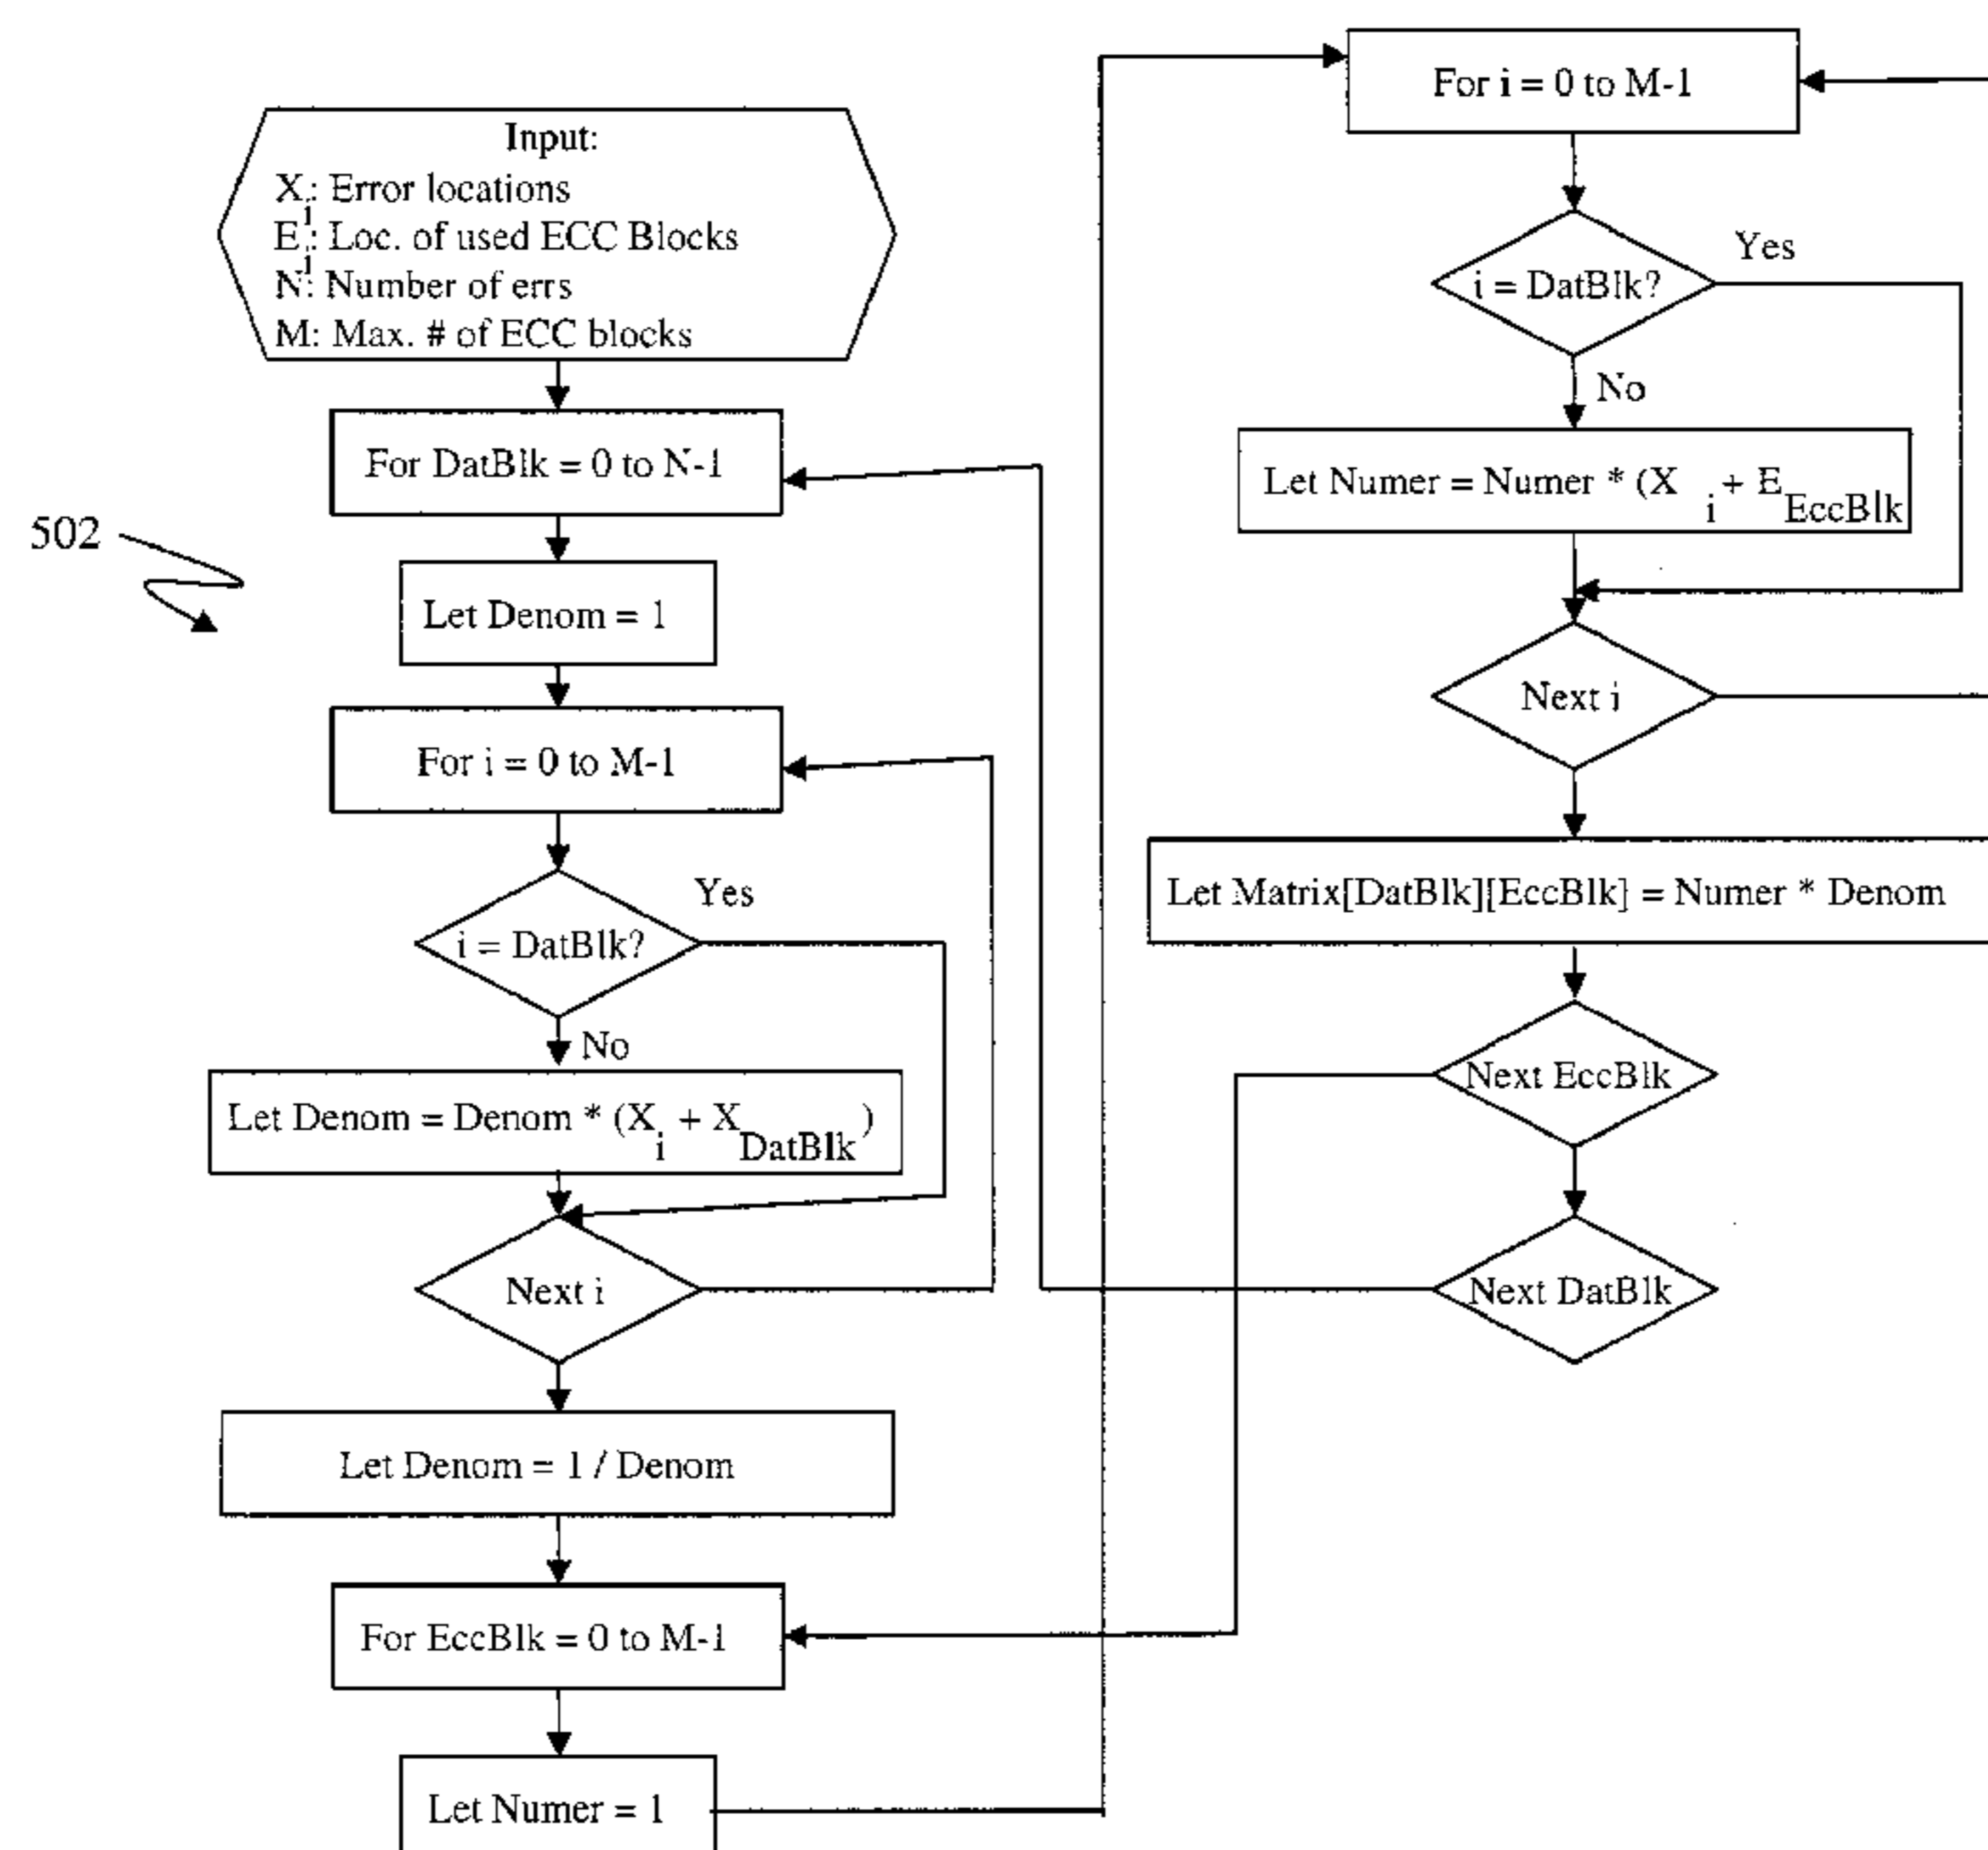 Input:
X i: Error locations
E i: Loc. of used ECC Blocks
N: Number of errs
M: Max. # of ECC blocks
For DatBlk = 0 to N-1
502
Let Denom = 1
For i = 0 to M-1
i = DatBlk?
Yes
No
Let Denom = Denom * (X i + X DatBlk)
Next i
Let Denom = 1 / Denom
For EccBlk = 0 to M-1
Let Numer = 1
For i = 0 to M-1
i = DatBlk?
Yes
No
Let Numer = Numer * (X i + E EccBlk
Next i
Let Matrix[DatBlk][EccBlk] = Numer * Denom
Next EccBlk
Next DatBlk